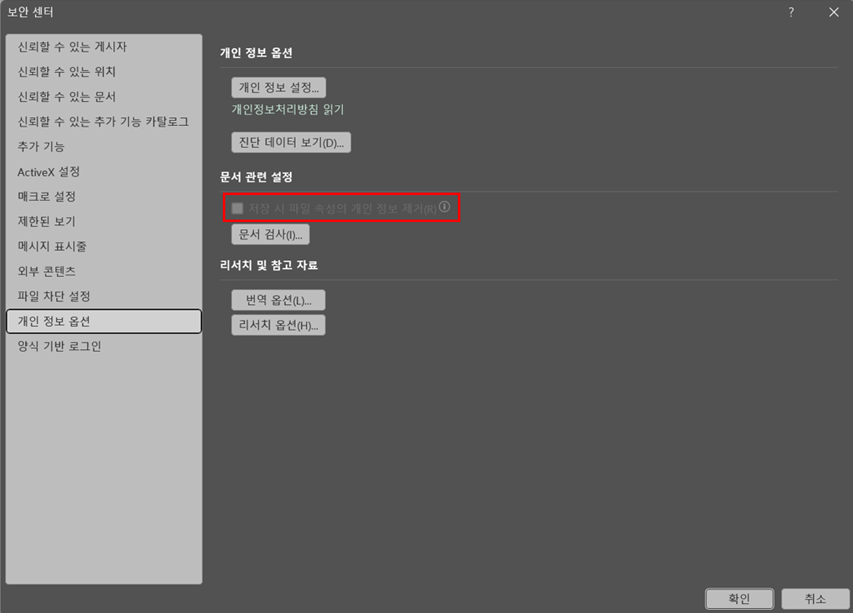 보안 센터
?
신뢰할 수 있는 게시자
신뢰할 수 있는 위치
신뢰할 수 있는 문서
신뢰할 수 있는 추가 기능 카탈로그
추가 기능
ActiveX 설정
매크로 설정
제한된 보기
메시지 표시줄
외부 콘텐츠
파일 차단 설정
개인 정보 옵션
양식 기반 로그인
개인 정보 옵션
개인 정보 설정...
개인정보처리방침 읽기
진단 데이터 보기(D)...
문서 관련 설정
저장 시 파일 속성의 개인 정보 제거(R)
문서 검사(I)...
리서치 및 참고 자료
번역 옵션(L)...
리서치 옵션(H)...
확인
취소